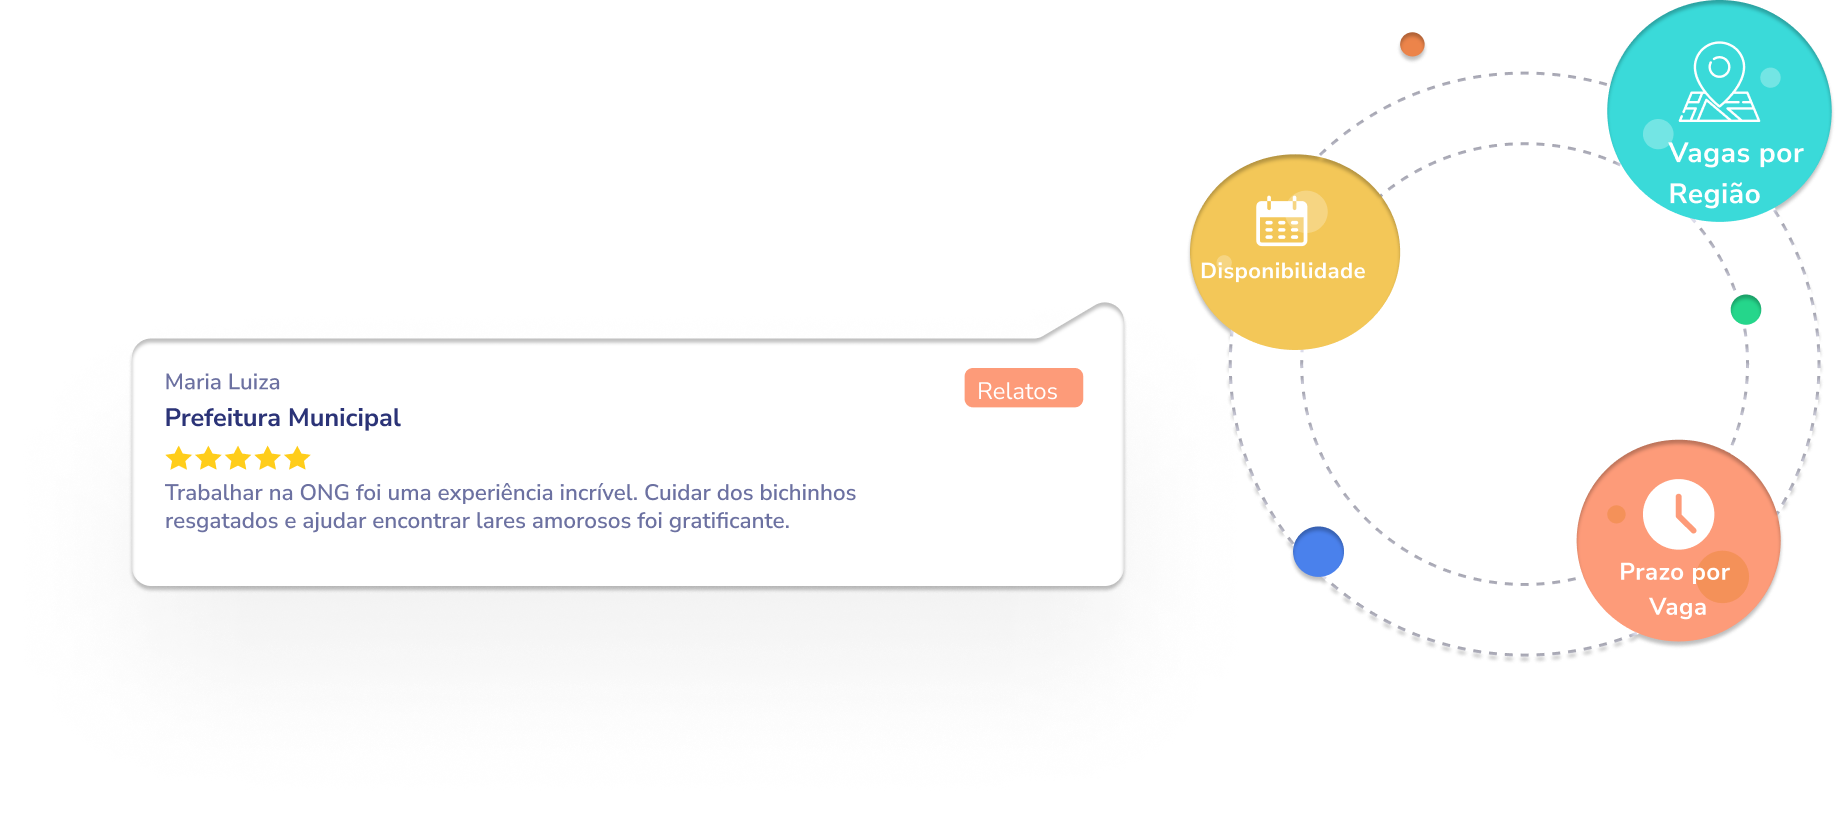 Maria Luiza
Prefeitura Municipal
Relatos
Trabalhar na ONG foi uma experiência incrível. Cuidar dos bichinhos
resgatados e ajudar encontrar lares amorosos foi gratificante.
Vagas por
Região
Disponibilidade
Prazo por
Vaga